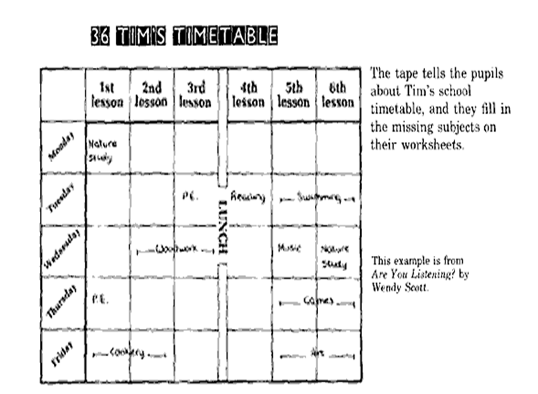 36 TIM'S TIMETABLE
1st lesson 2nd lesson 3rd lesson 4th lesson 5th lesson 6th lesson
Monday Nature Study
Tuesday P.E. Reading Swimming
LUNCH
Wednesday Woodwork Music Nature Study
Thursday P.E. Games
Friday Cookery Art
The tape tells the pupils
about Tim's school
timetable, and they fill in
the missing subjects on
their worksheets.
This example is from
Are You Listening? by
Wendy Scott.